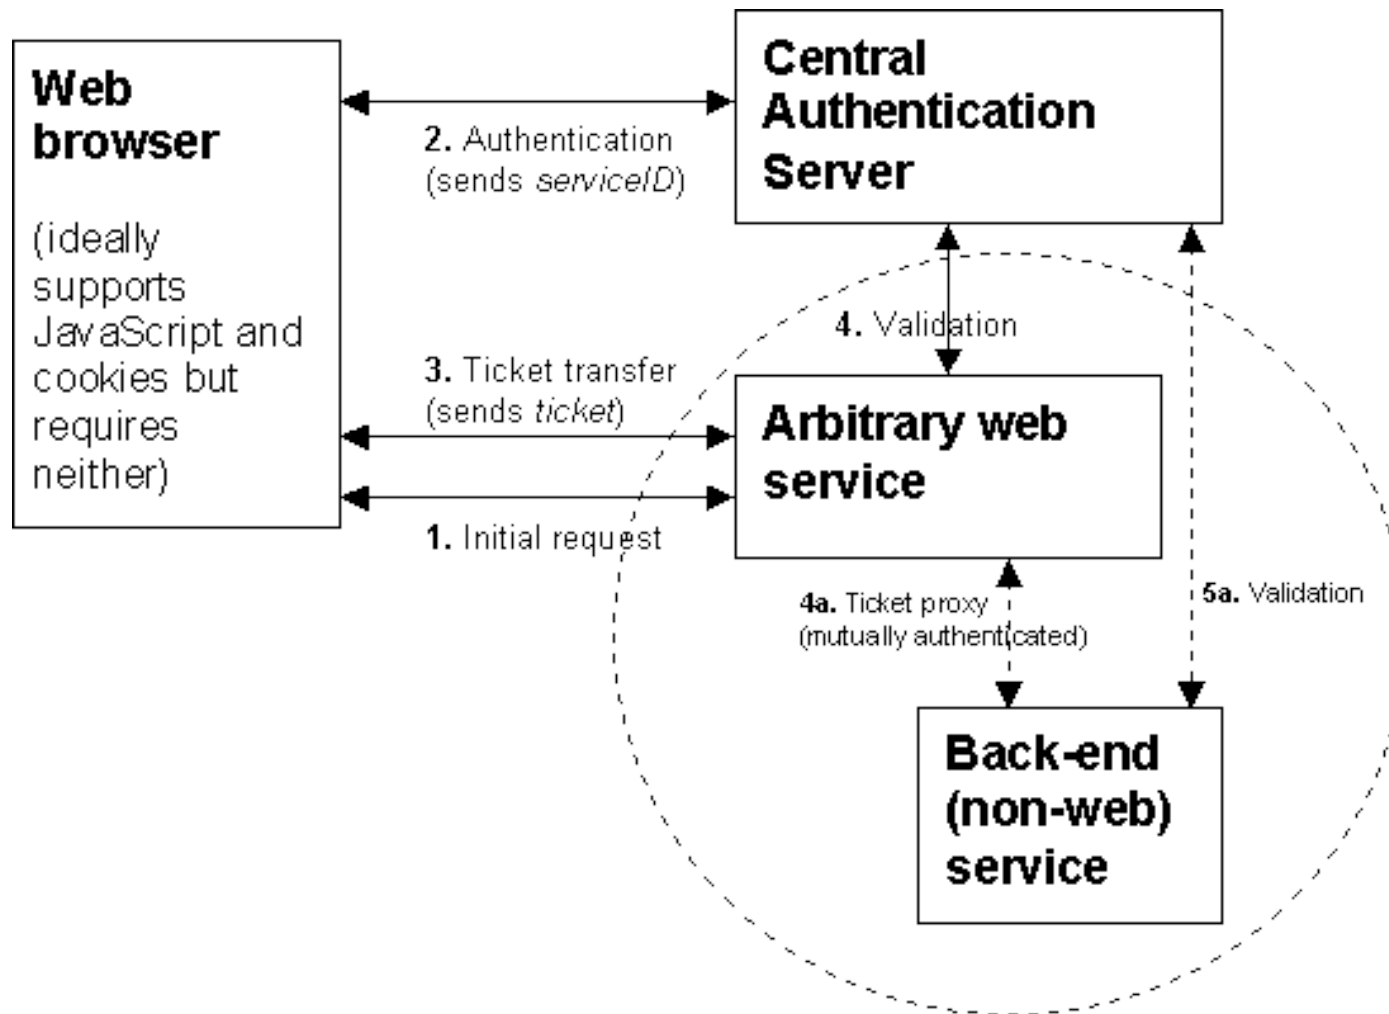 Web
browser
(ideally
supports
JavaScript and
cookies but
requires
neither)
2. Authentication
(sends serviceID)
Central
Authentication
Server
4. Validation
3. Ticket transfer
(sends ticket)
Arbitrary web
service
1. Initial request
4a. Ticket proxy
(mutually authenticated)
5a. Validation
Back-end
(non-web)
service